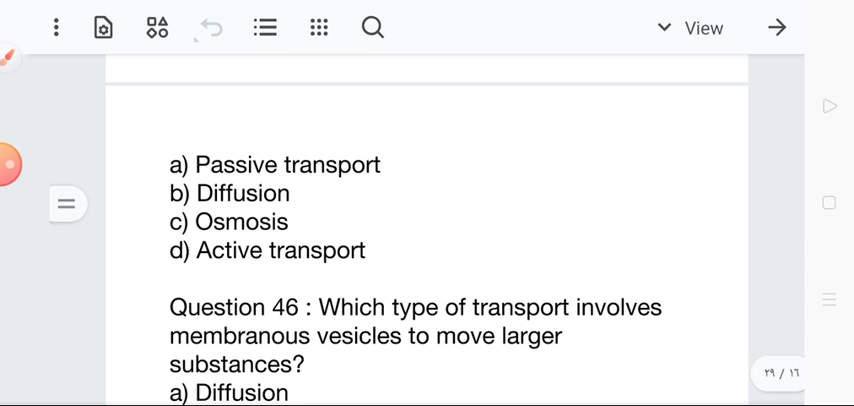 View
a) Passive transport
b) Diffusion
c) Osmosis
d) Active transport
Question 46 : Which type of transport involves
membranous vesicles to move larger
substances?
a) Diffusion
٢٩ / ١٦